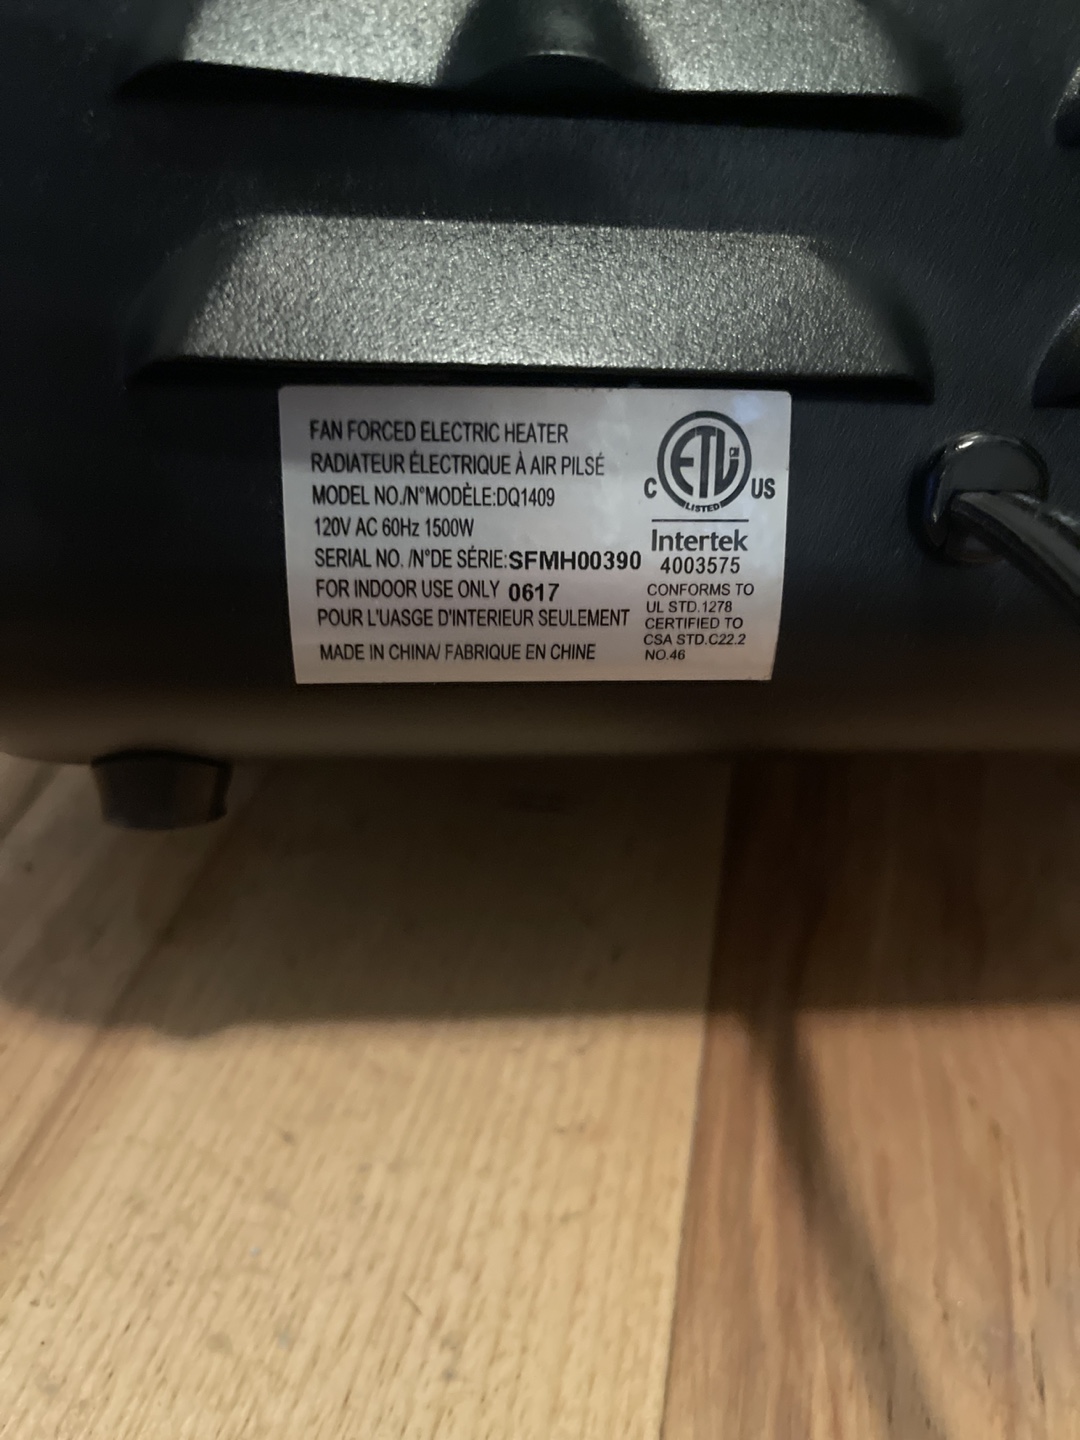 FAN FORCED ELECTRIC HEATER
RADIATEUR ÉLECTRIQUE À AIR PILSÉ
MODEL NO./N°MODÈLE:DQ1409
120V AC 60Hz 1500W
SERIAL NO. /N°DE SÉRIE:SFMH00390
FOR INDOOR USE ONLY 0617
POUR L'UASGE D'INTERIEUR SEULEMENT
MADE IN CHINA/ FABRIQUE EN CHINE
ETL CM
C US
LISTED
Intertek
4003575
CONFORMS TO
UL STD.1278
CERTIFIED TO
CSA STD.C22.2
NO.46